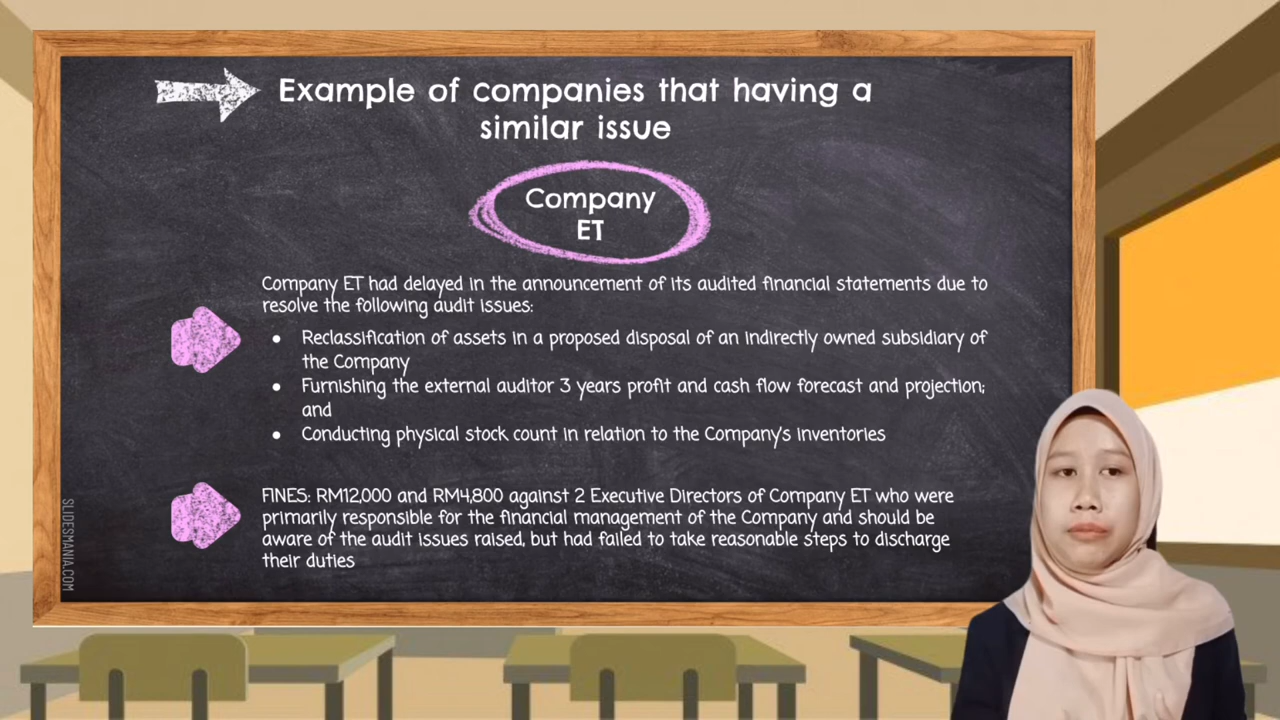 Example of companies that having a
similar issue
Company
ET
Company ET had delayed in the announcement of its audited financial statements due to
resolve the following audit issues:
• Reclassification of assets in a proposed disposal of an indirectly owned subsidiary of
the Company
• Furnishing the external auditor 3 years profit and cash flow forecast and projection;
and
• Conducting physical stock count in relation to the Company's inventories
FINES: RM12,000 and RM4,800 against 2 Executive Directors of Company ET who were
primarily responsible for the financial management of the Company and should be
aware of the audit issues raised, but had failed to take reasonable steps to discharge
their duties
SLIDESMANIA.COM